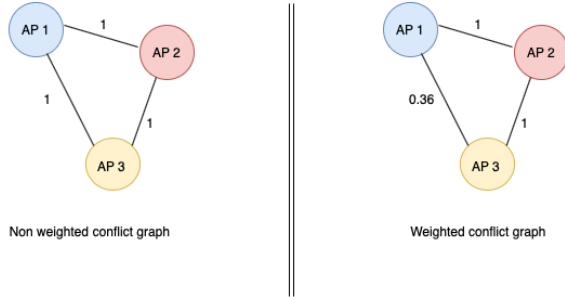 AP 1
1
AP 2
1
1
AP 3
Non weighted conflict graph
AP 1
1
AP 2
0.36
1
AP 3
Weighted conflict graph